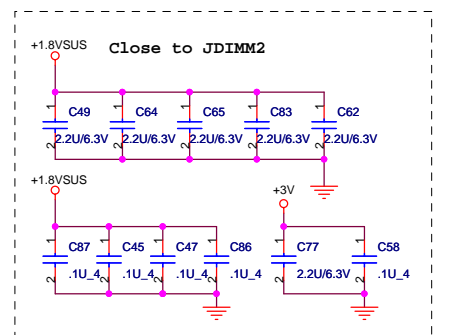 +1.8VSUS Close to JDIMM2
1 C49 1 C64 1 C65 1 C83 1 C62
2 2.2U/6.3V 2 2.2U/6.3V 2 2.2U/6.3V 2 2.2U/6.3V 2 2.2U/6.3V
+1.8VSUS +3V
1 C87 1 C45 1 C47 1 C86 1 C77 1 C58
2 .1U_4 2 .1U_4 2 .1U_4 2 .1U_4 2 2.2U/6.3V 2 .1U_4